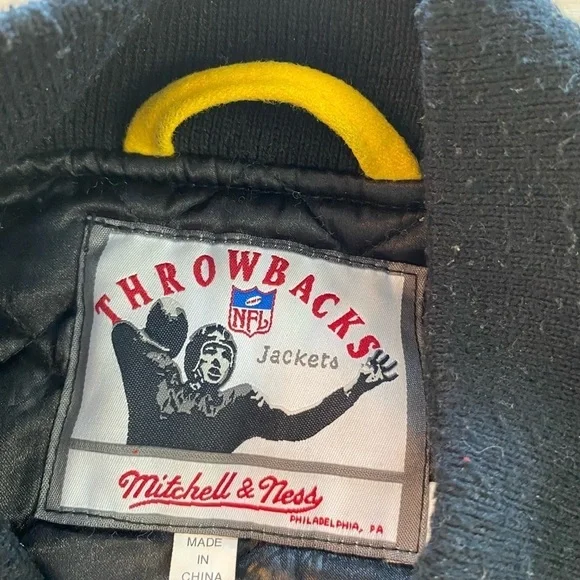 THROWBACKS
NFL
Jackets
Mitchell & Ness
PHILADELPHIA, PA
MADE
IN
CHINA